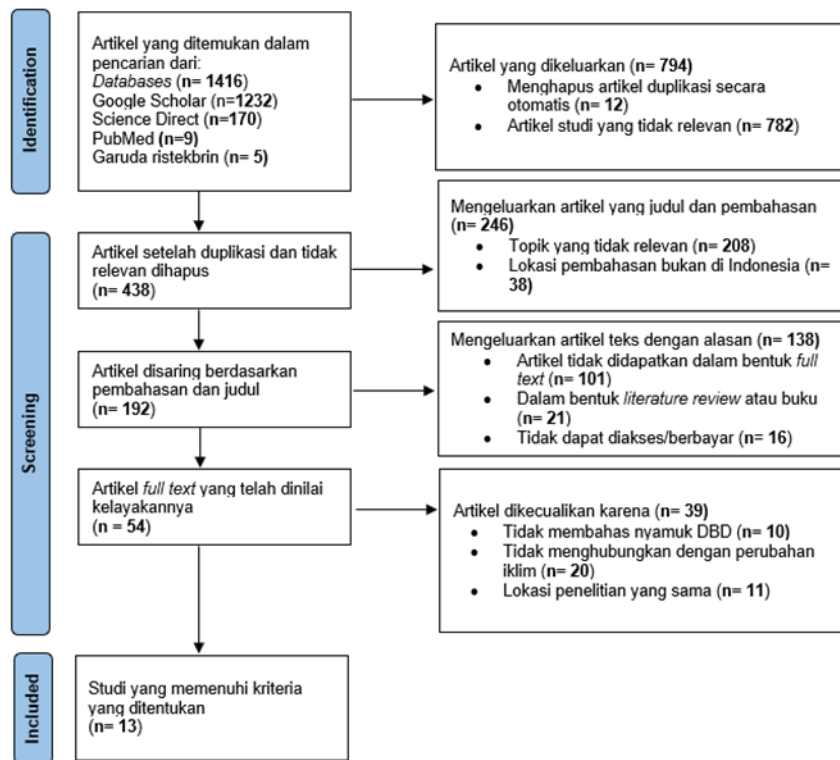 Identification
Artikel yang ditemukan dalam
pencarian dari:
Databases (n= 1416)
Google Scholar (n=1232)
Science Direct (n=170)
PubMed (n=9)
Garuda ristekbrin (n= 5)
Artikel yang dikeluarkan (n= 794)
• Menghapus artikel duplikasi secara
otomatis (n= 12)
• Artikel studi yang tidak relevan (n= 782)
Screening
Artikel setelah duplikasi dan tidak
relevan dihapus
(n= 438)
Mengeluarkan artikel yang judul dan pembahasan
(n= 246)
• Topik yang tidak relevan (n= 208)
• Lokasi pembahasan bukan di Indonesia (n=
38)
Artikel disaring berdasarkan
pembahasan dan judul
(n= 192)
Mengeluarkan artikel teks dengan alasan (n= 138)
• Artikel tidak didapatkan dalam bentuk full
text (n= 101)
• Dalam bentuk literature review atau buku
(n= 21)
• Tidak dapat diakses/berbayar (n= 16)
Artikel full text yang telah dinilai
kelayakannya
(n = 54)
Artikel dikecualikan karena (n= 39)
• Tidak membahas nyamuk DBD (n= 10)
• Tidak menghubungkan dengan perubahan
iklim (n= 20)
• Lokasi penelitian yang sama (n= 11)
Included
Studi yang memenuhi kriteria
yang ditentukan
(n= 13)